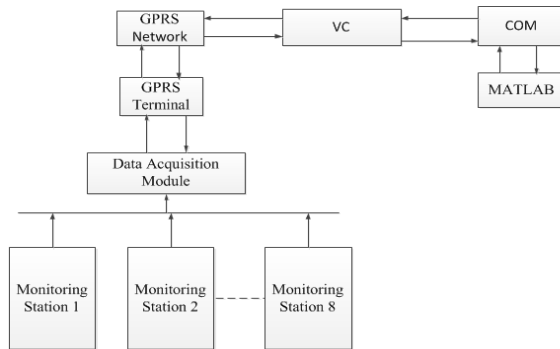 GPRS
Network
VC
COM
GPRS
Terminal
MATLAB
Data Acquisition
Module
Monitoring
Station 1
Monitoring
Station 2
Monitoring
Station 8